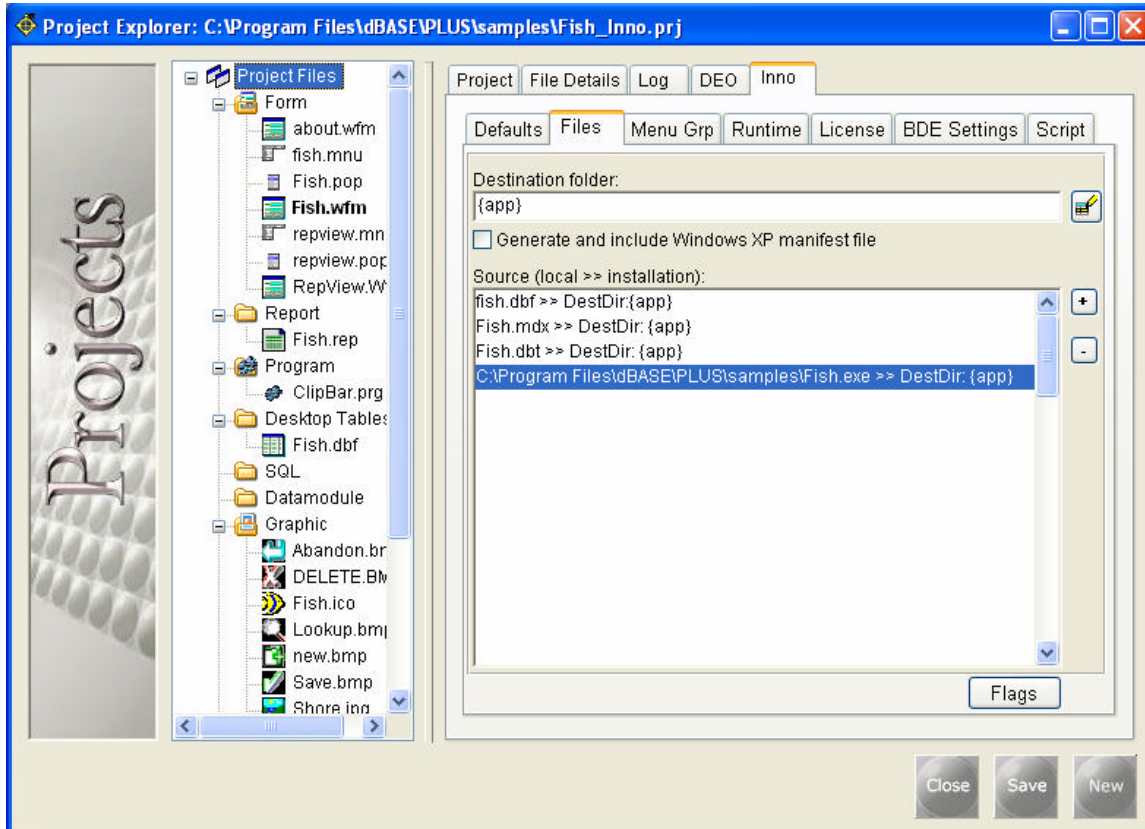 Project Explorer: C:\Program Files\dBASE\PLUS\samples\Fish_Inno.prj
Projects
Project Files
Form
about.wfm
fish.mnu
Fish.pop
Fish.wfm
repview.mn
repview.pop
RepView.W
Report
Fish.rep
Program
ClipBar.prg
Desktop Tables
Fish.dbf
SQL
Datamodule
Graphic
Abandon.br
DELETE.BM
Fish.ico
Lookup.bmp
new.bmp
Save.bmp
Shore.jpg
Project File Details Log DEO Inno
Defaults Files Menu Grp Runtime License BDE Settings Script
Destination folder:
{app}
Generate and include Windows XP manifest file
Source (local >> installation):
fish.dbf >> DestDir:{app}
Fish.mdx >> DestDir: {app}
Fish.dbt >> DestDir: {app}
C:\Program Files\dBASE\PLUS\samples\Fish.exe >> DestDir: {app}
+
-
Flags
Close Save New